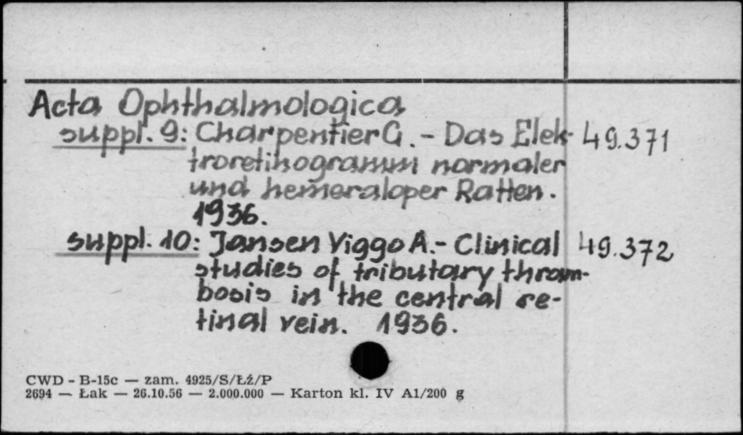 Acta Ophthalmologica
suppl. 9: Charpentier G. - Das Elek- 49.371
troretinogramm normaler
und hemeraloper Ratten.
1936.
suppl. 10: Jansen Viggo A. - Clinical 49.372
studies of tributary throm-
bosis in the central re-
tinal vein. 1936.
CWD - B-15c — zam. 4925/S/Łż/P
2694 — Łak — 26.10.56 — 2.000.000 — Karton kl. IV A1/200 g